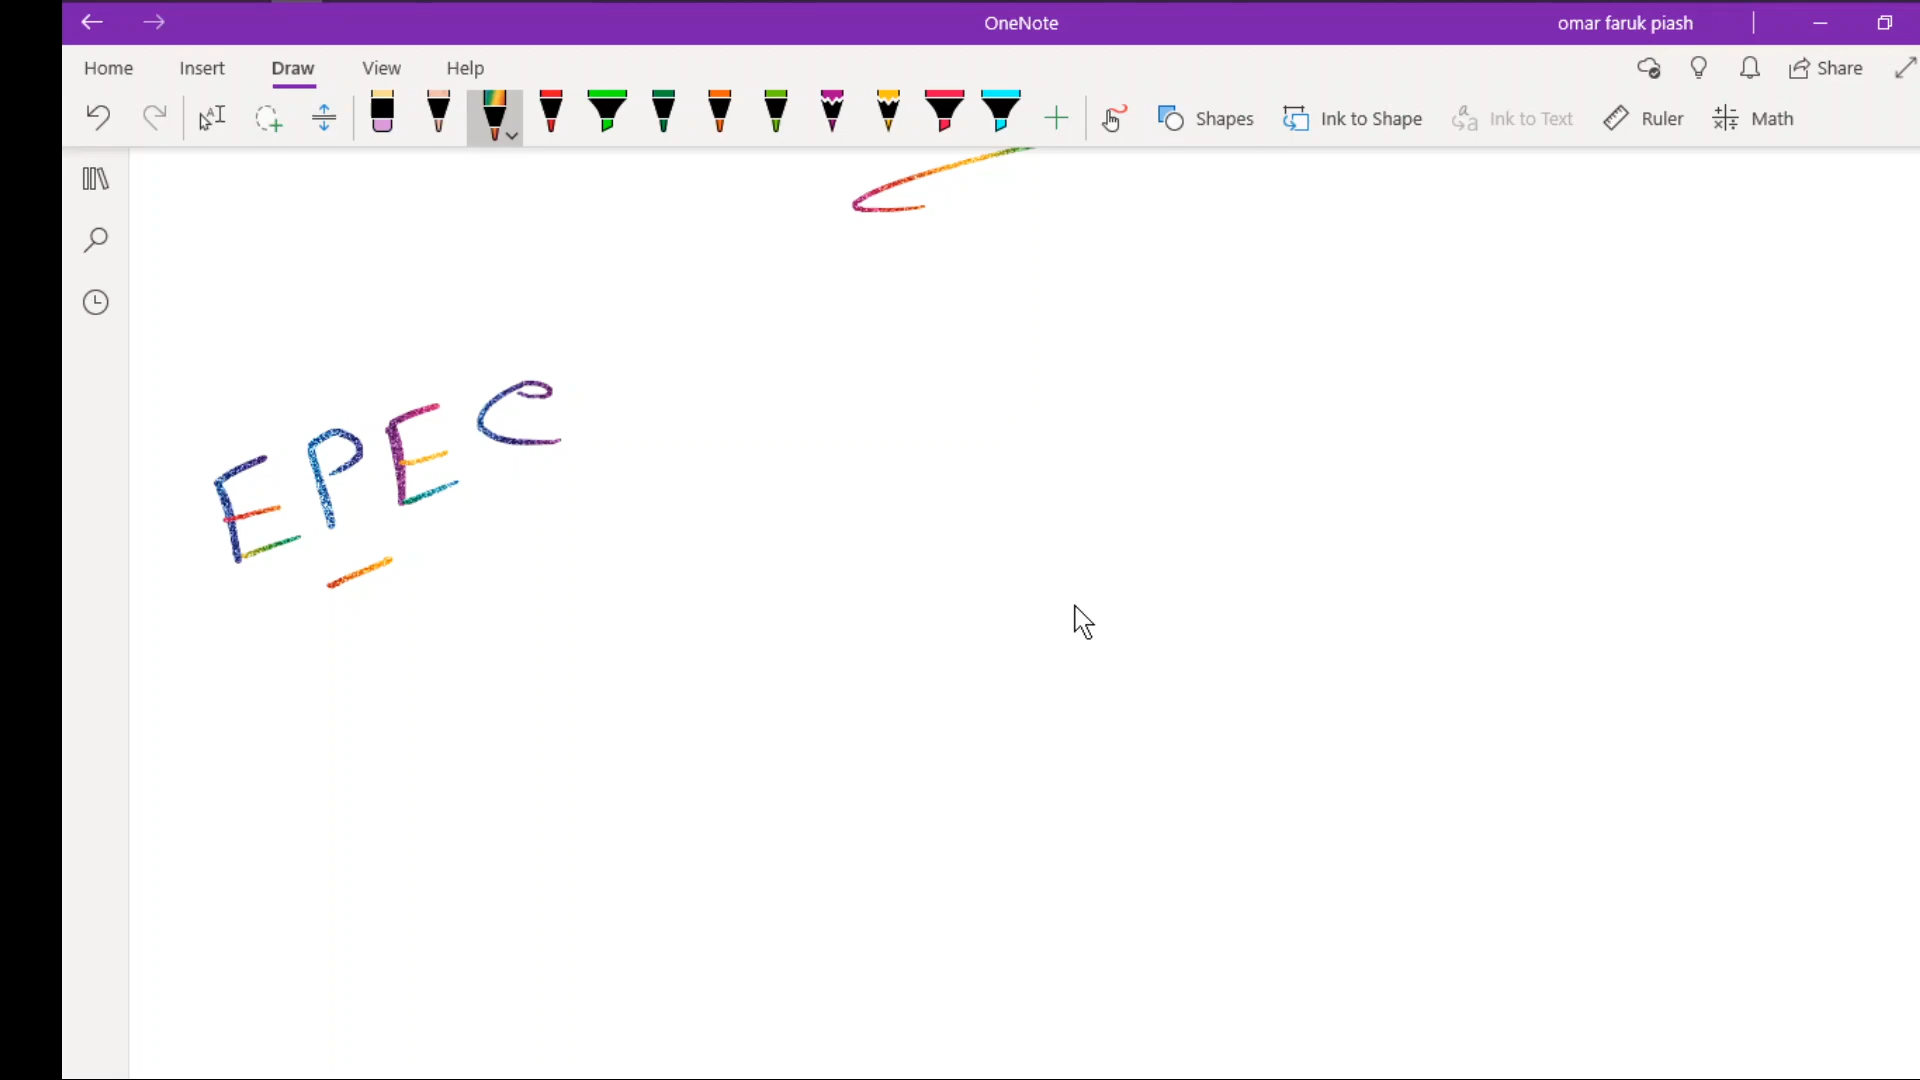 OneNote
omar faruk piash
Home Insert Draw View Help
Share
Shapes Ink to Shape Ink to Text Ruler Math
EPEC